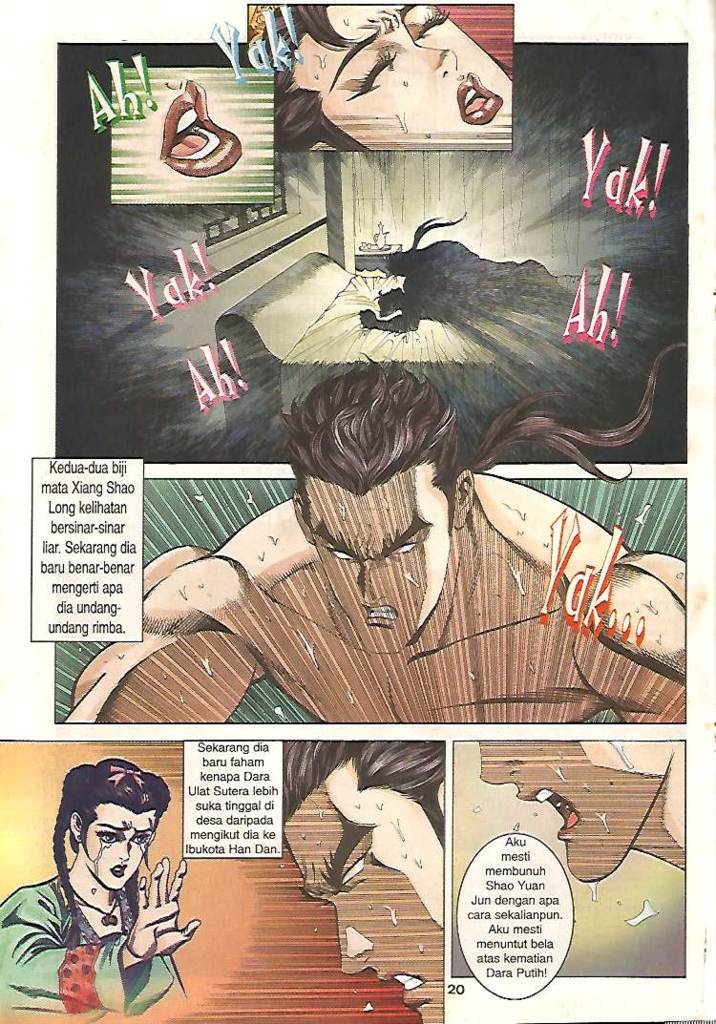 Yak!
Ah!
Yak!
Yak!
Ah!
Ah!
Kedua-dua biji
mata Xiang Shao
Long kelihatan
bersinar-sinar
liar. Sekarang dia
baru benar-benar
mengerti apa
dia undang-
undang rimba.
Yak...
Sekarang dia
baru faham
kenapa Dara
Ulat Sutera lebih
suka tinggal di
desa daripada
mengikut dia ke
Ibukota Han Dan.
Aku
mesti
membunuh
Shao Yuan
Jun dengan apa
cara sekalianpun.
Aku mesti
menuntut bela
atas kematian
Dara Putih!
20